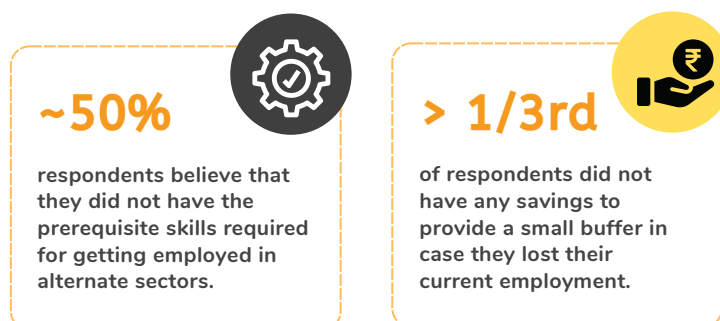 ~50%
respondents believe that
they did not have the
prerequisite skills required
for getting employed in
alternate sectors.
₹
> 1/3rd
of respondents did not
have any savings to
provide a small buffer in
case they lost their
current employment.